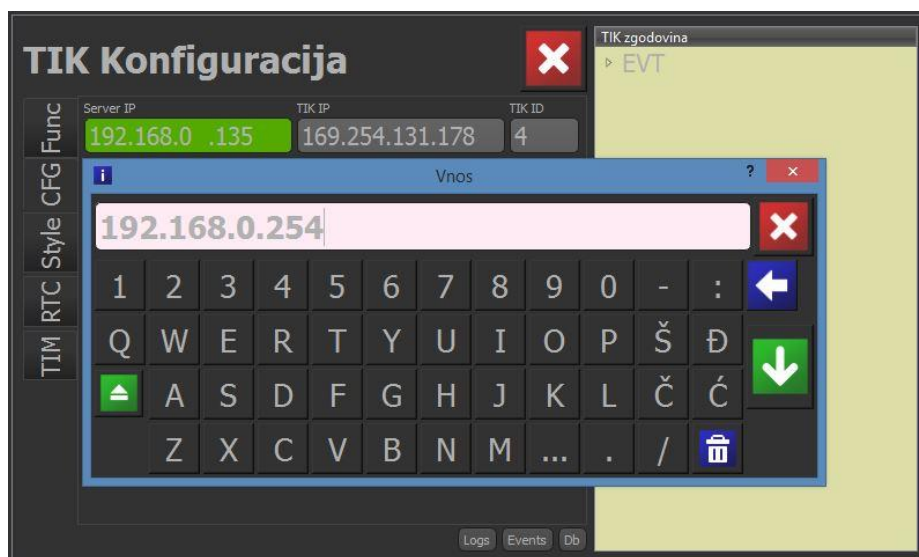 TIK Konfiguracija
TIK zgodovina
EVT
Func
CFG
Style
RTC
TIM
Server IP TIK IP TIK ID
192.168.0 .135 169.254.131.178 4
i Vnos ? ×
192.168.0.254
1 2 3 4 5 6 7 8 9 0 - :
Q W E R T Y U I O P Š Đ
A S D F G H J K L Č Ć
Z X C V B N M ... . /
Logs Events Db